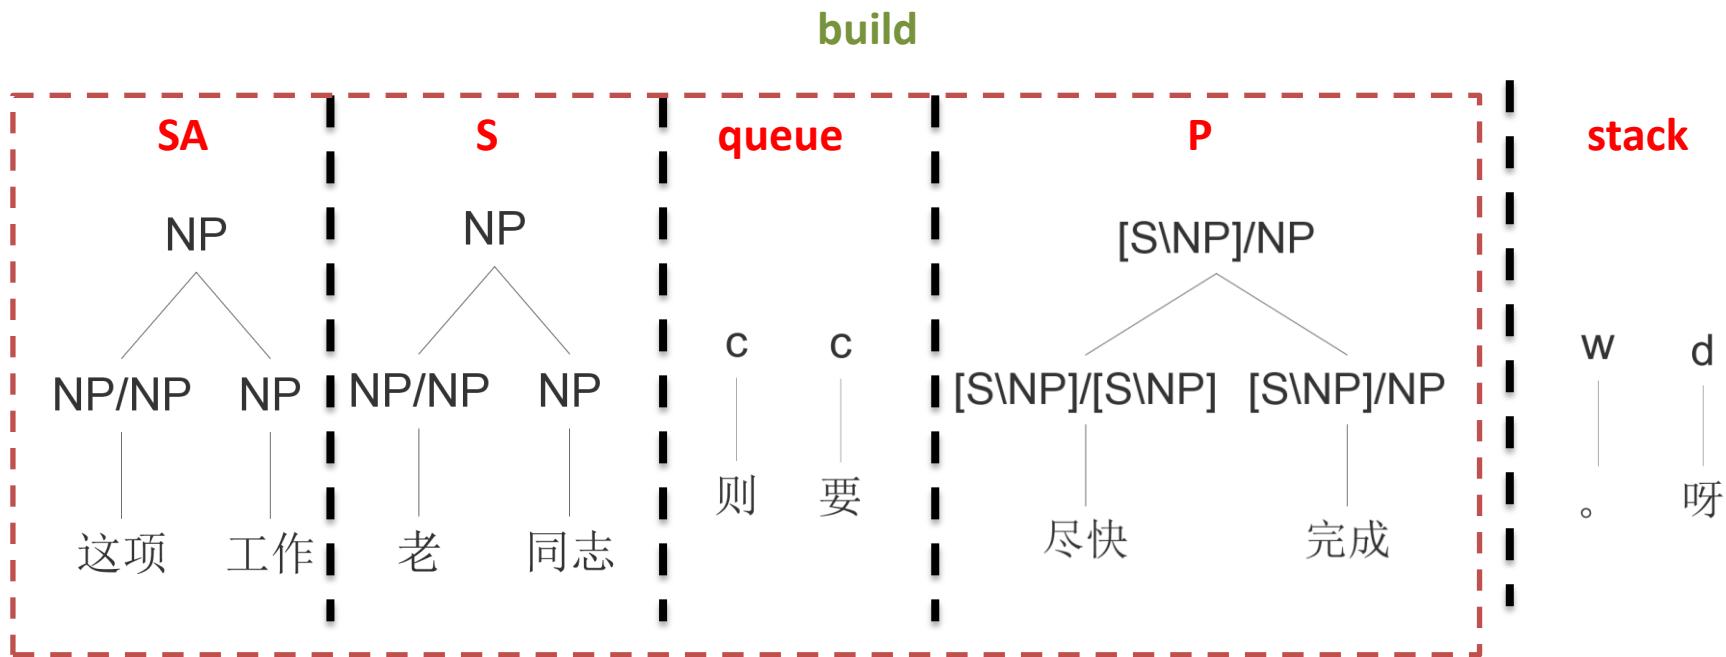 build
SA S queue P stack
NP NP [S\NP]/NP
c c w d
NP/NP NP NP/NP NP [S\NP]/[S\NP] [S\NP]/NP
则 要 。 呀
这项 工作 老 同志 尽快 完成